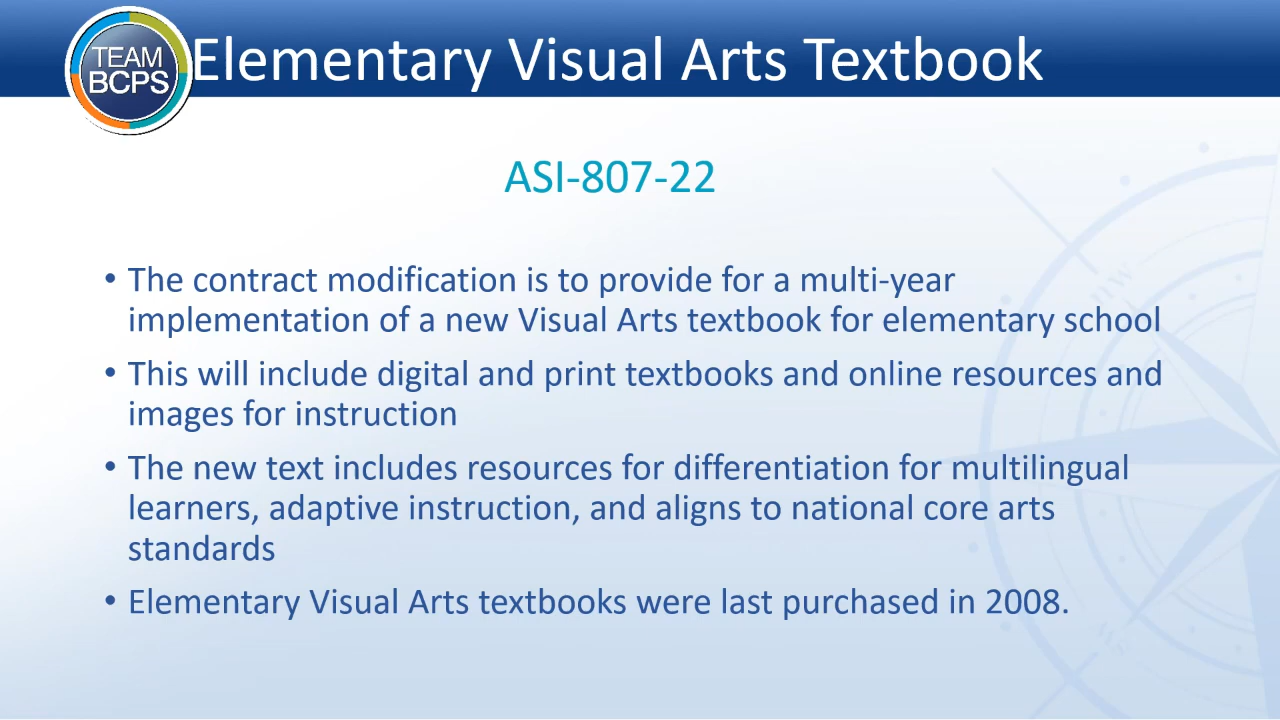 TEAM
BCPS
Elementary Visual Arts Textbook
ASI-807-22
• The contract modification is to provide for a multi-year
implementation of a new Visual Arts textbook for elementary school
• This will include digital and print textbooks and online resources and
images for instruction
• The new text includes resources for differentiation for multilingual
learners, adaptive instruction, and aligns to national core arts
standards
• Elementary Visual Arts textbooks were last purchased in 2008.